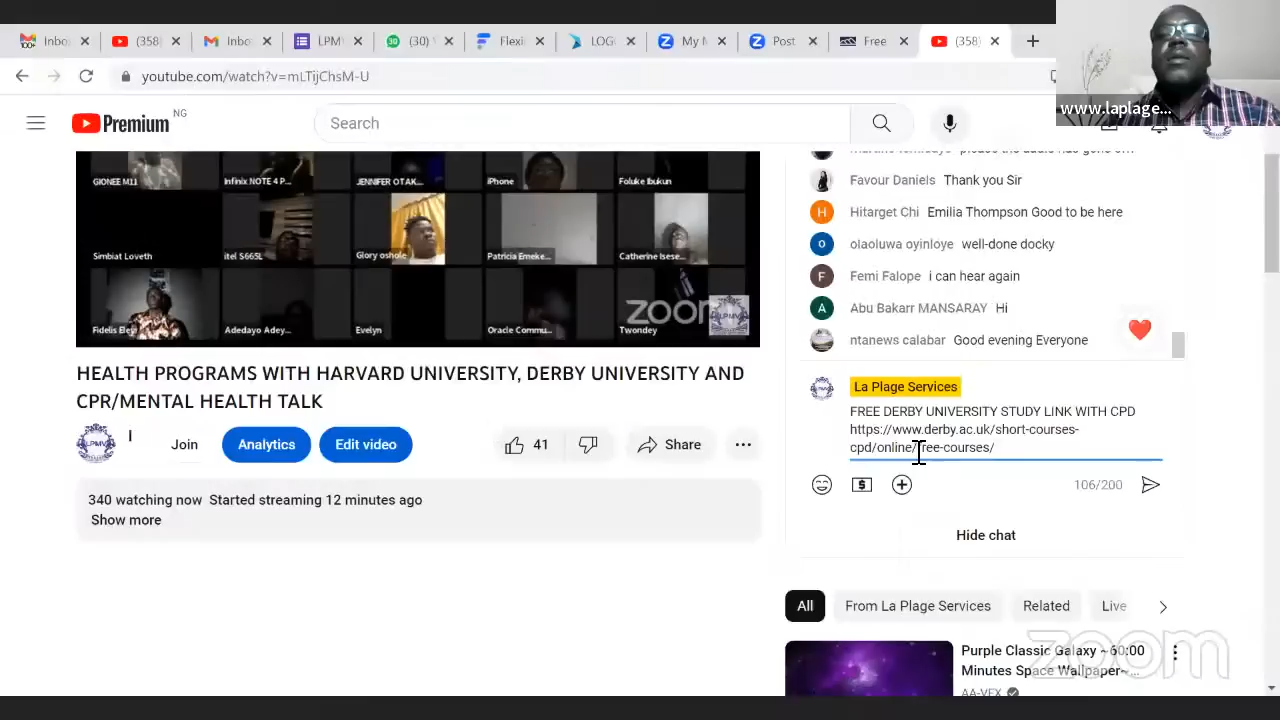 Inbo
(358)
Inbo
LPMV
(30)
Flexi
LOG
My M
Post
Free
(358)
youtube.com/watch?v=mLTijChsM-U
www.laplage...
Premium NG
Search
GIONEE M11
Infinix NOTE 4 P...
JENNIFER OTAK...
iPhone
Foluke Ibukun
Simbiat Loveth
itel S665L
Glory oshole
Patricia Emeke...
Catherine Isese...
Adedayo Adey...
Evelyn
Oracle Commu...
Twondey
zoom
HEALTH PROGRAMS WITH HARVARD UNIVERSITY, DERBY UNIVERSITY AND
CPR/MENTAL HEALTH TALK
Join
Analytics
Edit video
41
Share
340 watching now Started streaming 12 minutes ago
Show more
Favour Daniels Thank you Sir
Hitarget Chi Emilia Thompson Good to be here
olaoluwa oyinloye well-done docky
Femi Falope i can hear again
Abu Bakarr MANSARAY Hi
ntanews calabar Good evening Everyone
La Plage Services
FREE DERBY UNIVERSITY STUDY LINK WITH CPD
https://www.derby.ac.uk/short-courses-
cpd/online/free-courses/
106/200
Hide chat
All
From La Plage Services
Related
Live
Purple Classic Galaxy ~60:00
Minutes Space Wallpaper~...
AA-VFX
zoom